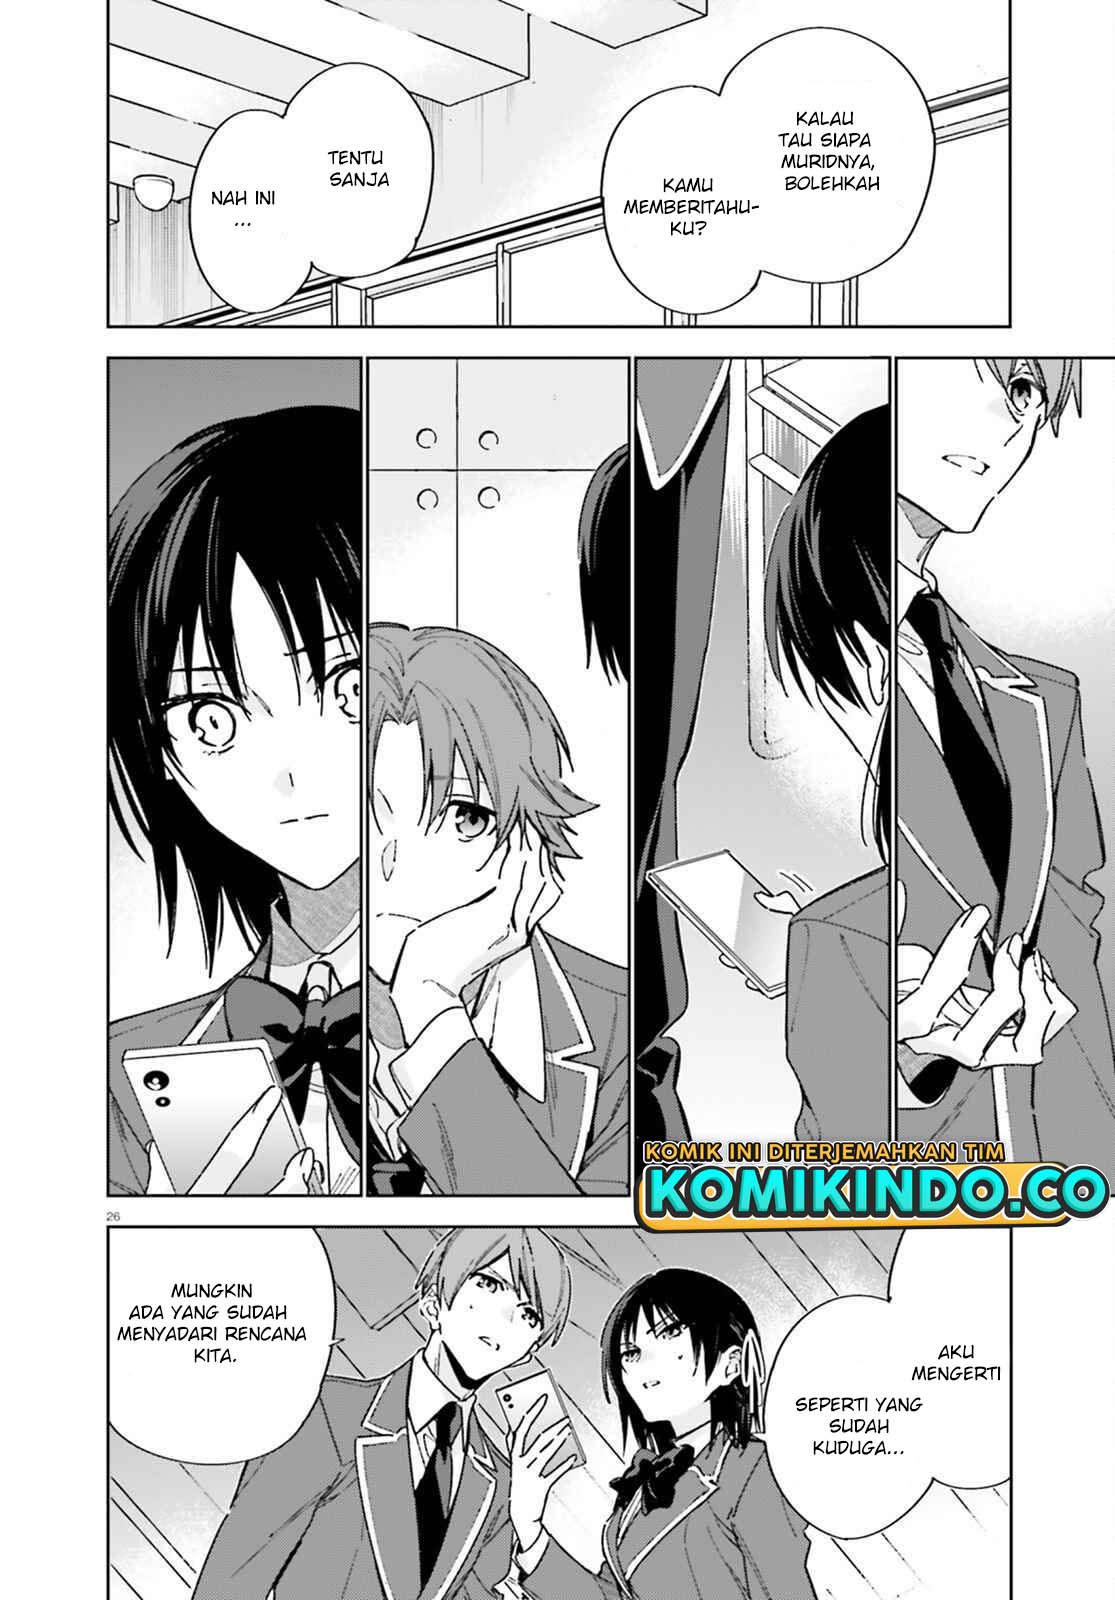 KALAU
TAU SIAPA
MURIDNYA,
BOLEHKAH
KAMU
MEMBERITAHU-
KU?
TENTU
SANJA
NAH INI
...
KOMIK INI DITERJEMAHKAN TIM
KOMIKINDO.CO
26
AKU
MENGERTI
SEPERTI YANG
SUDAH
KUDUGA...
MUNGKIN
ADA YANG SUDAH
MENYADARI RENCANA
KITA.